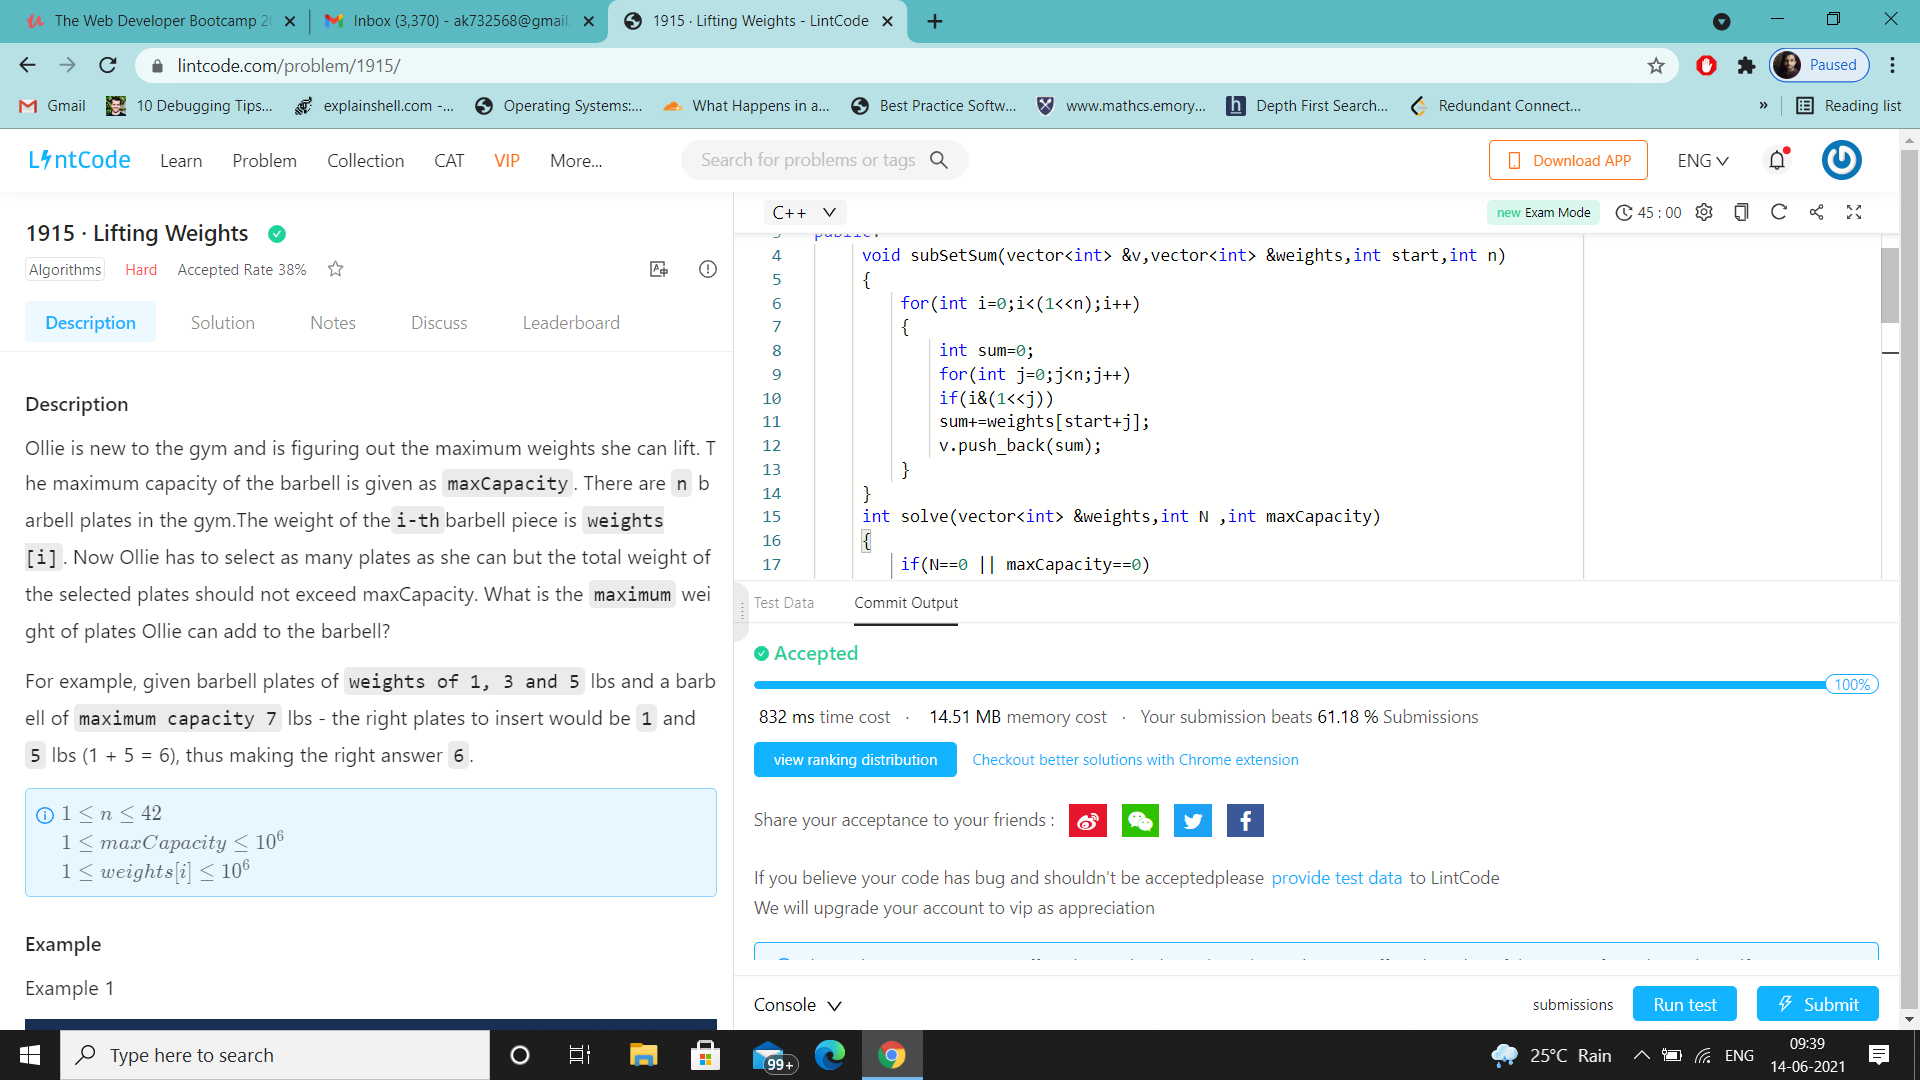 The Web Developer Bootcamp 20
Inbox (3,370) - ak732568@gmail.
1915 · Lifting Weights - LintCode
lintcode.com/problem/1915/
Paused
Gmail
10 Debugging Tips...
explainshell.com -...
Operating Systems:...
What Happens in a...
Best Practice Softw...
www.mathcs.emory...
Depth First Search...
Redundant Connect...
»
Reading list
LintCode
Learn
Problem
Collection
CAT
VIP
More...
Search for problems or tags
Download APP
ENG
1915 · Lifting Weights
Algorithms
Hard
Accepted Rate 38%
Description
Solution
Notes
Discuss
Leaderboard
Description
Ollie is new to the gym and is figuring out the maximum weights she can lift. T
he maximum capacity of the barbell is given as maxCapacity. There are n b
arbell plates in the gym.The weight of the i-th barbell piece is weights
[i]. Now Ollie has to select as many plates as she can but the total weight of
the selected plates should not exceed maxCapacity. What is the maximum wei
ght of plates Ollie can add to the barbell?
For example, given barbell plates of weights of 1, 3 and 5 lbs and a barb
ell of maximum capacity 7 lbs - the right plates to insert would be 1 and
5 lbs (1 + 5 = 6), thus making the right answer 6.
1 ≤ n ≤ 42
1 ≤ maxCapacity ≤ 10⁶
1 ≤ weights[i] ≤ 10⁶
Example
Example 1
C++
new Exam Mode
45 : 00
3 public:
4 void subSetSum(vector<int> &v,vector<int> &weights,int start,int n)
5 {
6 for(int i=0;i<(1<<n);i++)
7 {
8 int sum=0;
9 for(int j=0;j<n;j++)
10 if(i&(1<<j))
11 sum+=weights[start+j];
12 v.push_back(sum);
13 }
14 }
15 int solve(vector<int> &weights,int N ,int maxCapacity)
16 {
17 if(N==0 || maxCapacity==0)
Test Data
Commit Output
Accepted
100%
832 ms time cost · 14.51 MB memory cost · Your submission beats 61.18 % Submissions
view ranking distribution
Checkout better solutions with Chrome extension
Share your acceptance to your friends :
If you believe your code has bug and shouldn't be acceptedplease provide test data to LintCode
We will upgrade your account to vip as appreciation
Console
submissions
Run test
Submit
Type here to search
99+
25°C Rain
ENG
09:39
14-06-2021